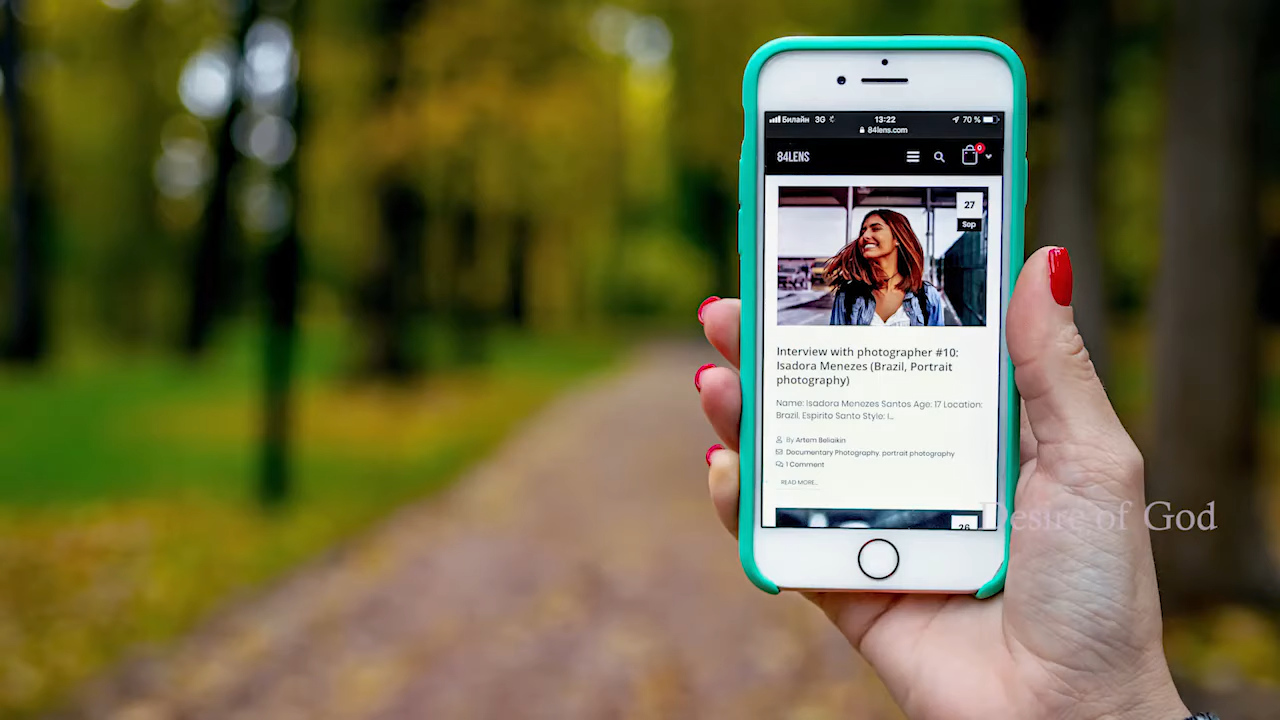 Билайн 3G 13:22 70 %
84lens.com
84LENS
0
27
Sep
Interview with photographer #10:
Isadora Menezes (Brazil, Portrait
photography)
Name: Isadora Menezes Santos Age: 17 Location:
Brazil, Espirito Santo Style: I...
By Artem Beliaikin
Documentary Photography, portrait photography
1 Comment
READ MORE...
26
Desire of God